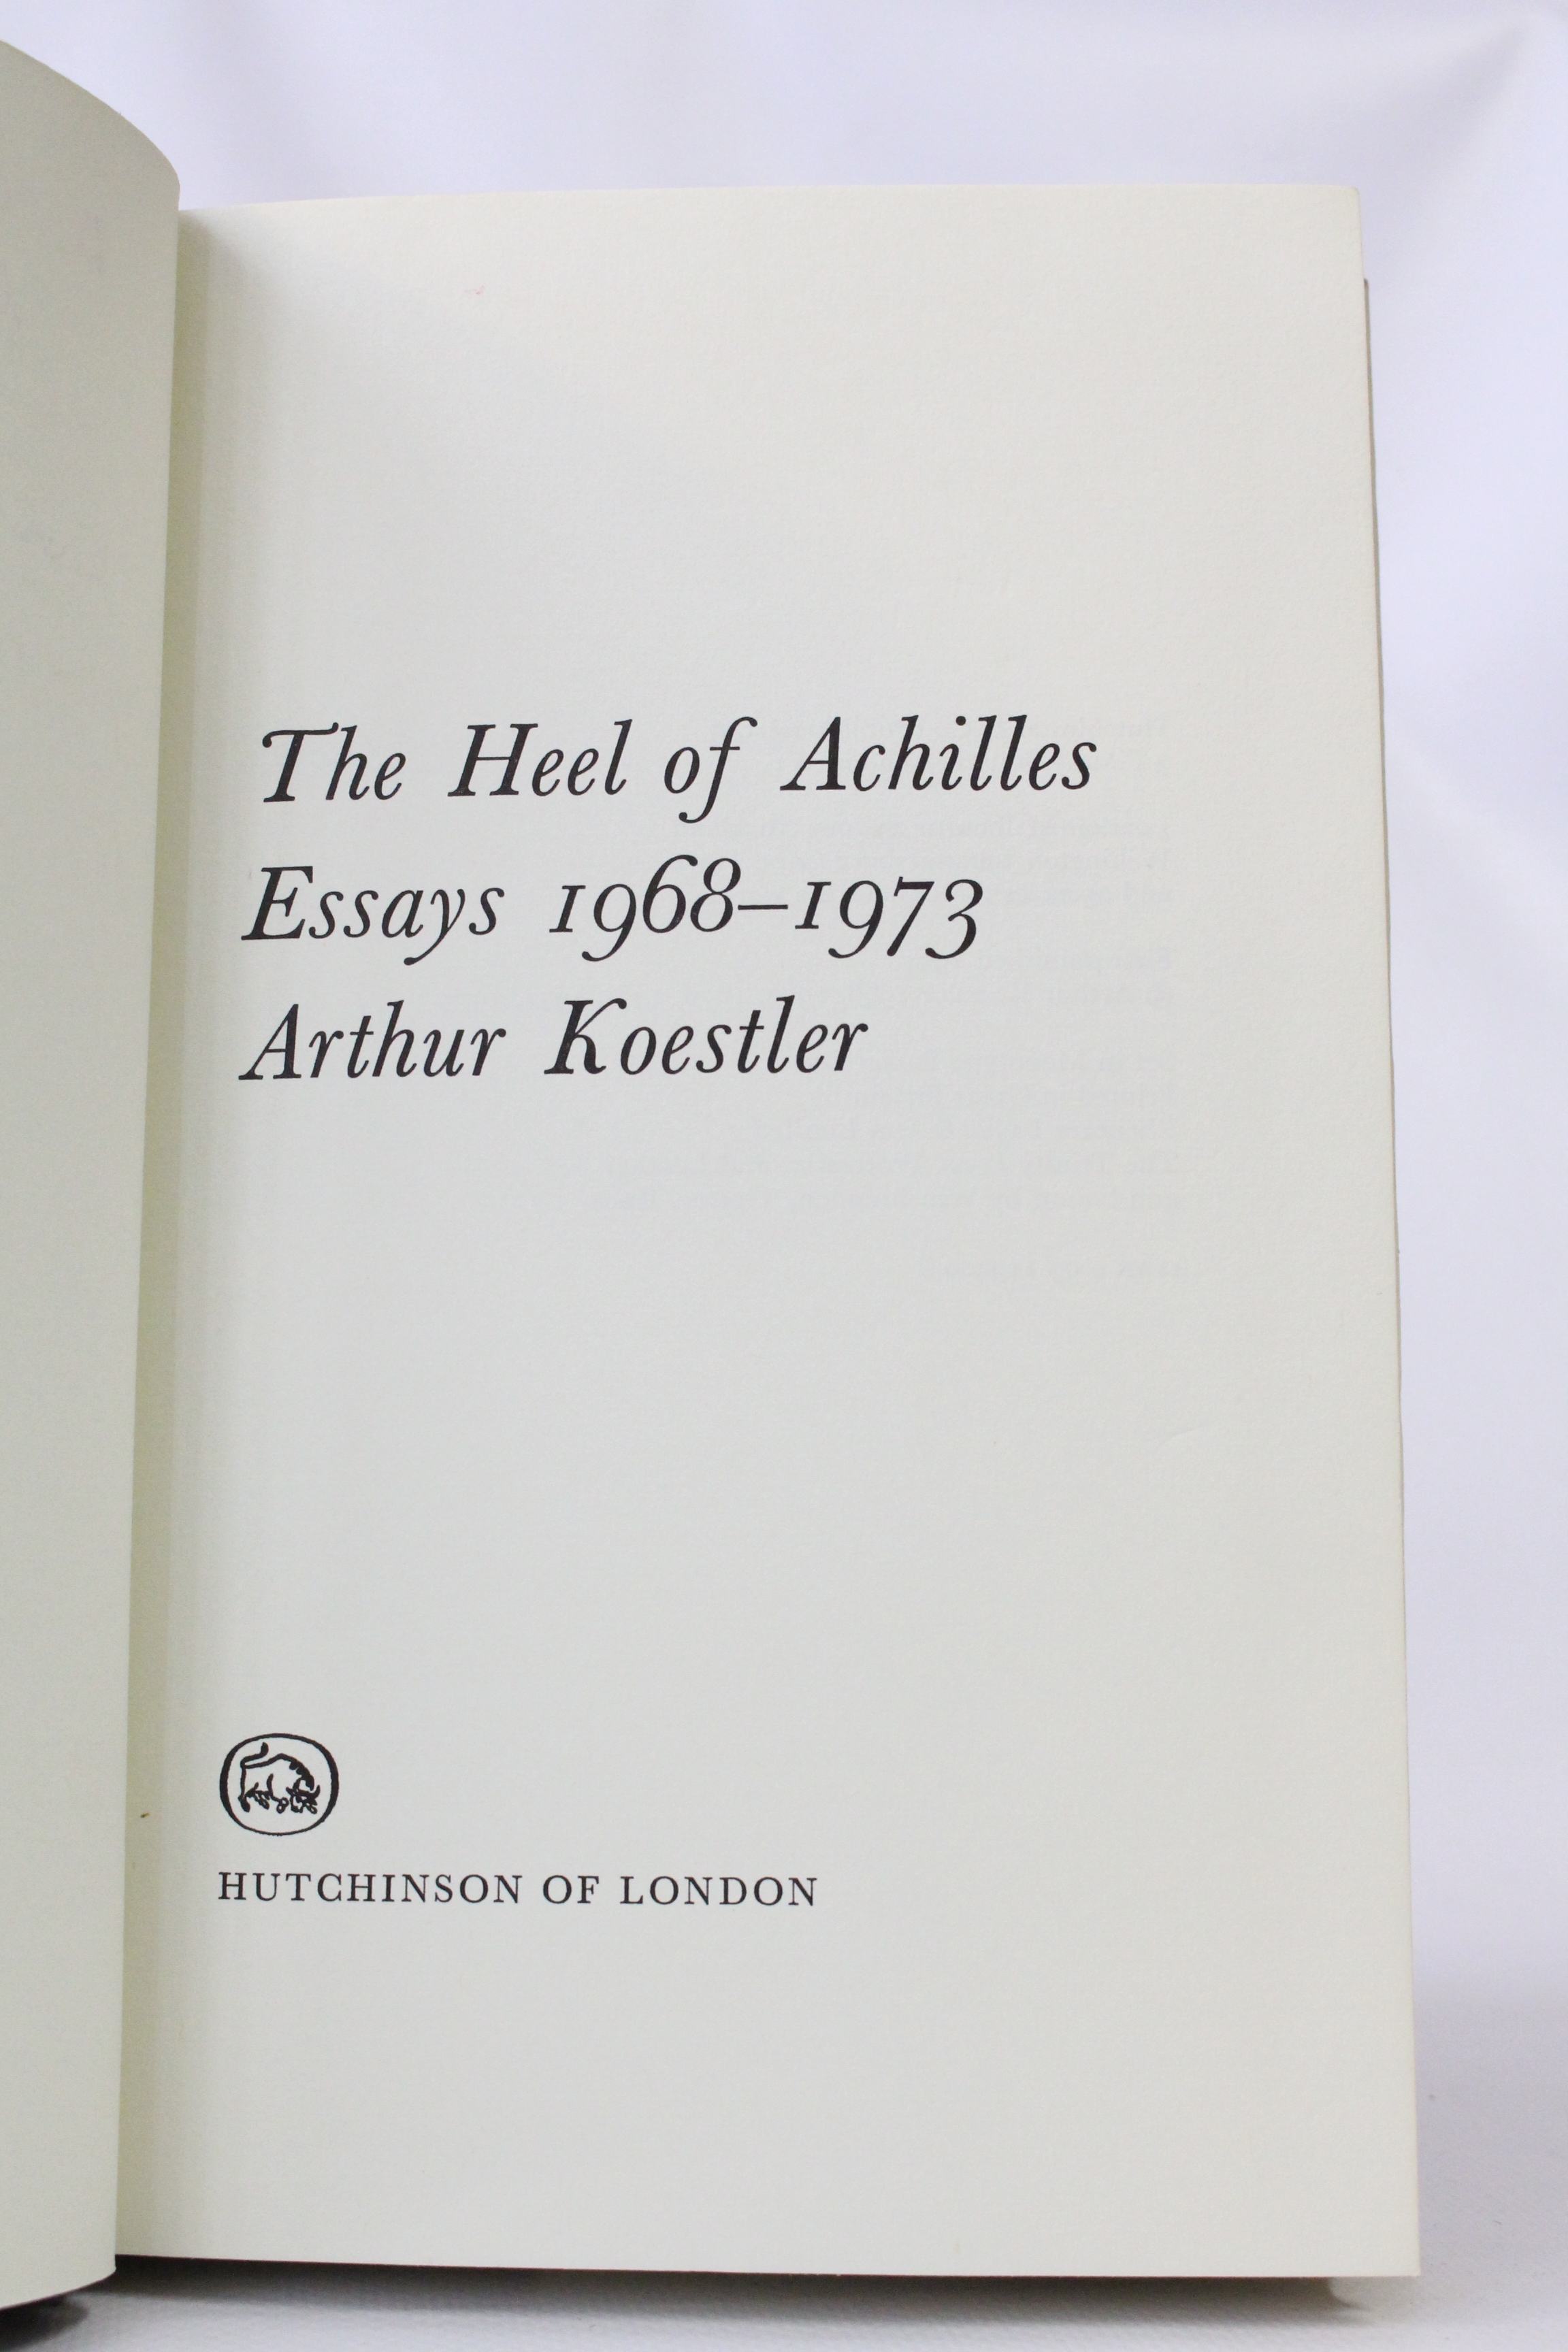 The Heel of Achilles
Essays 1968–1973
Arthur Koestler
HUTCHINSON OF LONDON